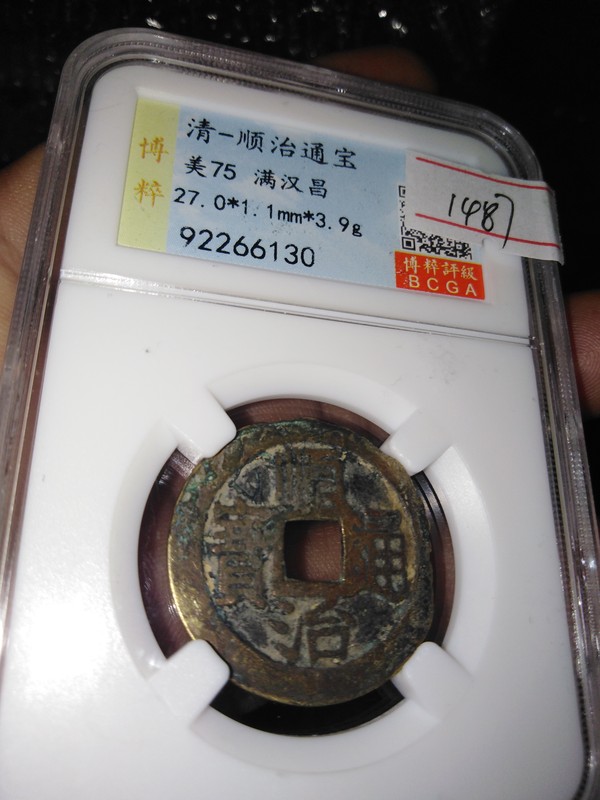 博粹
清-顺治通宝
美75 满汉昌
27.0*1.1mm*3.9g
92266130
1487
博粹評級
BCGA
顺治通寶